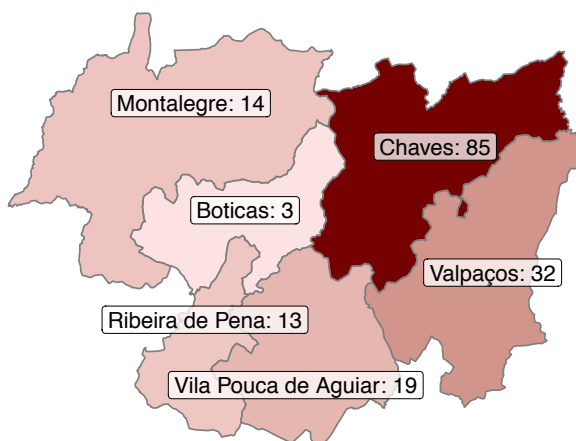 Montalegre: 14
Chaves: 85
Boticas: 3
Valpaços: 32
Ribeira de Pena: 13
Vila Pouca de Aguiar: 19